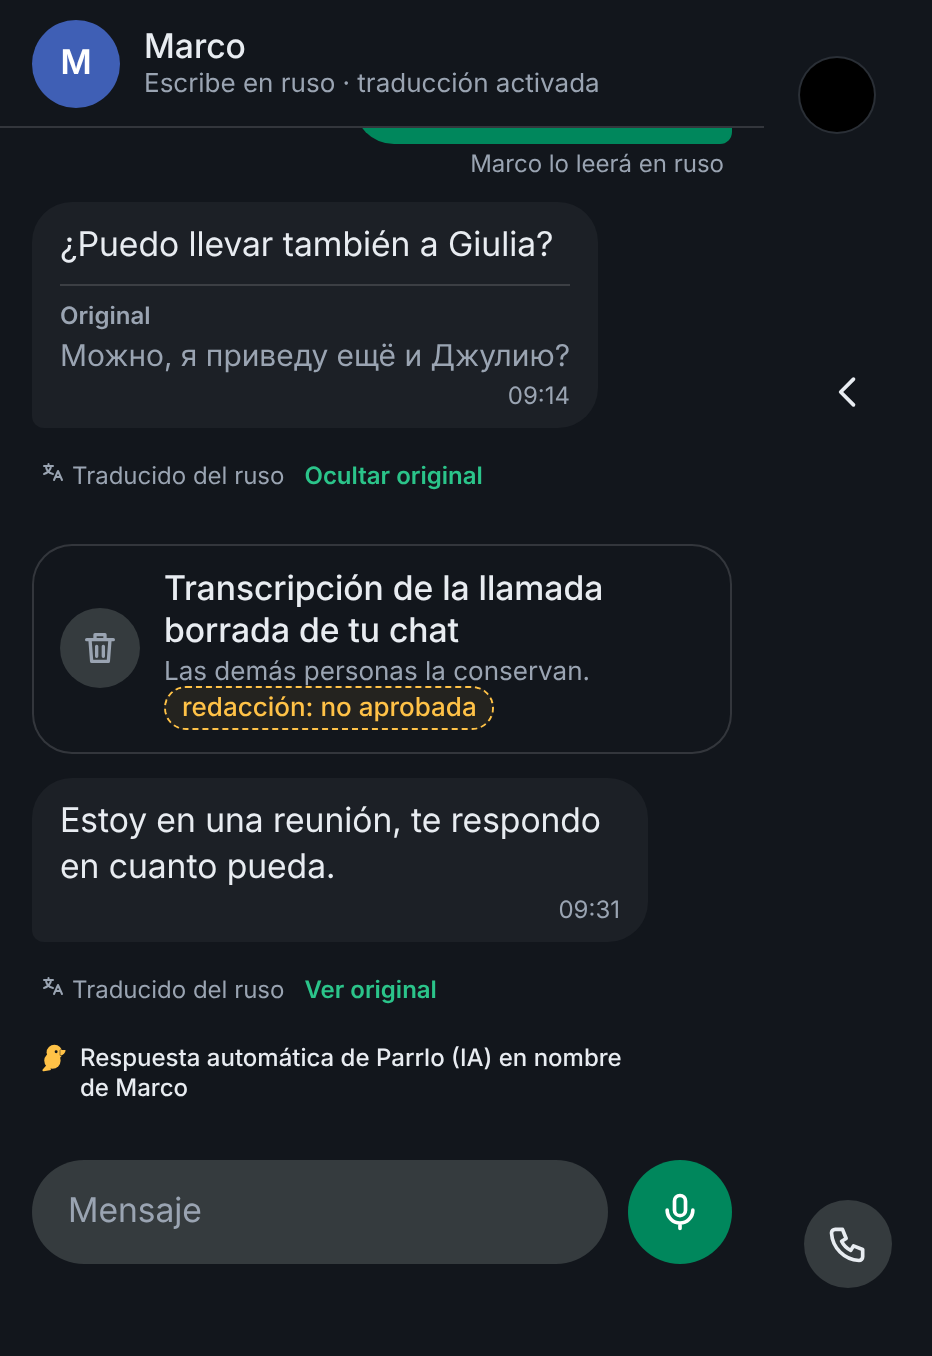 M
Marco
Escribe en ruso · traducción activada
Marco lo leerá en ruso
¿Puedo llevar también a Giulia?
Original
Можно, я приведу ещё и Джулию?
09:14
Traducido del ruso Ocultar original
Transcripción de la llamada
borrada de tu chat
Las demás personas la conservan.
redacción: no aprobada
Estoy en una reunión, te respondo
en cuanto pueda.
09:31
Traducido del ruso Ver original
Respuesta automática de Parrlo (IA) en nombre
de Marco
Mensaje